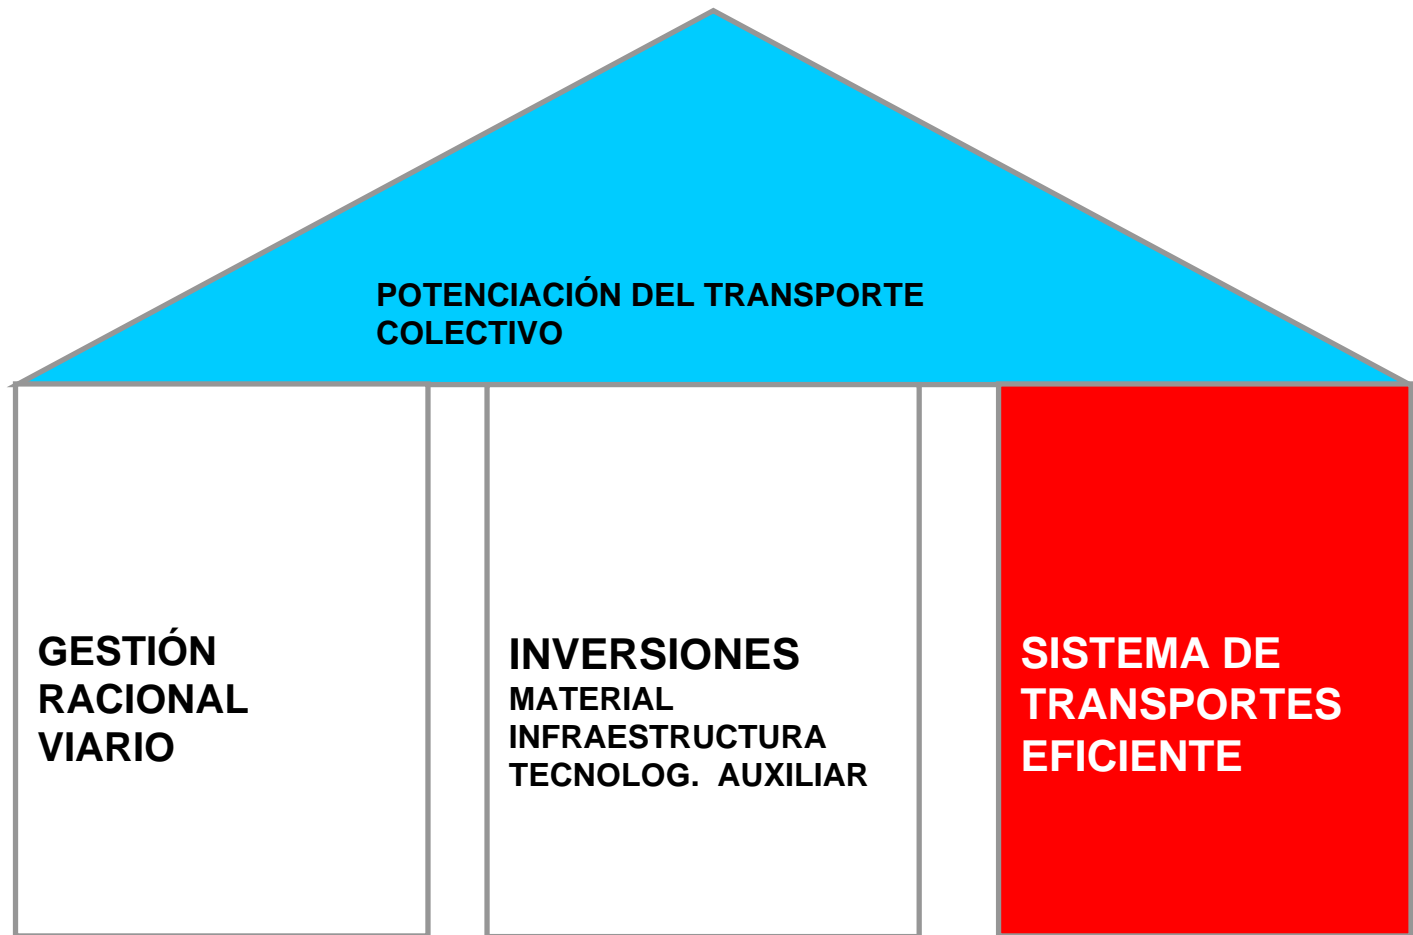 POTENCIACIÓN DEL TRANSPORTE
COLECTIVO
GESTIÓN
RACIONAL
VIARIO
INVERSIONES
MATERIAL
INFRAESTRUCTURA
TECNOLOG. AUXILIAR
SISTEMA DE
TRANSPORTES
EFICIENTE